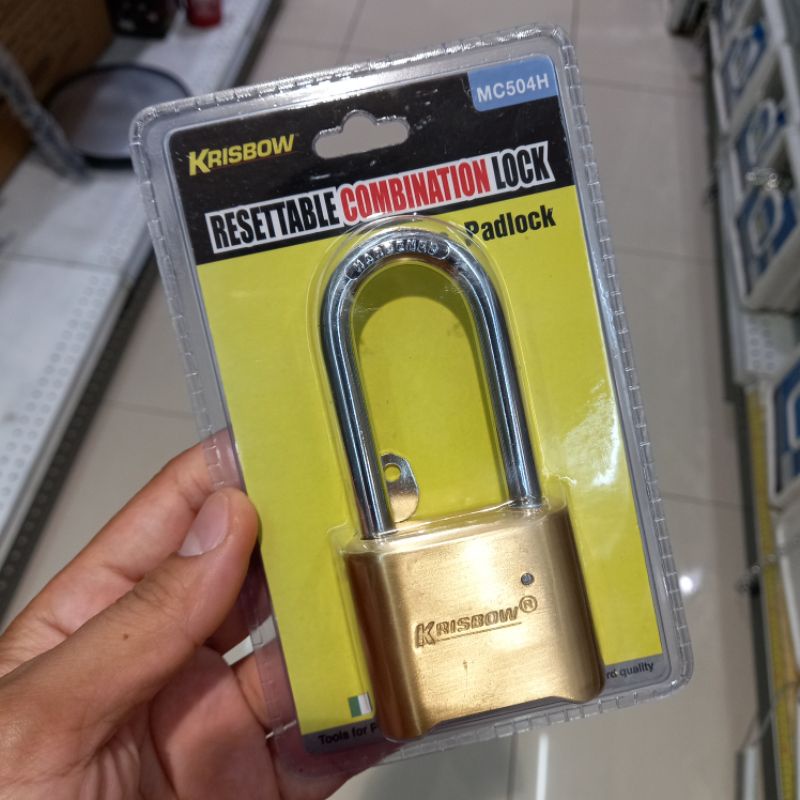 MC504H
KRISBOW
RESETTABLE COMBINATION LOCK
Padlock
HARDENED
KRISBOW®
quality
Tools for